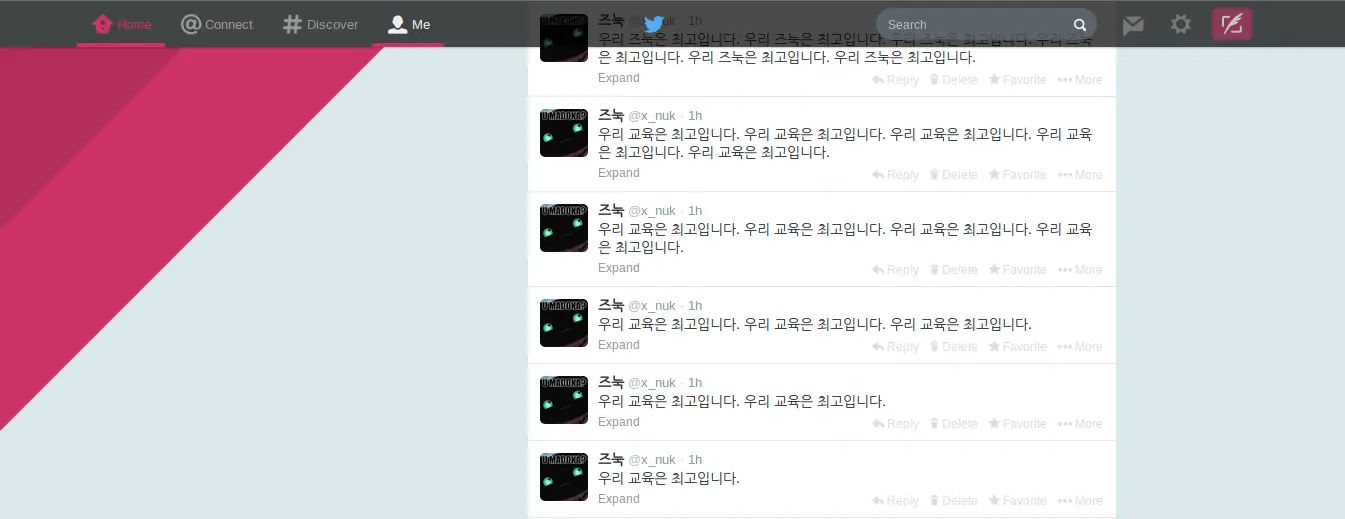 Home
Connect
Discover
Me
Search
즈눅 @x_nuk · 1h
우리 즈눅은 최고입니다. 우리 즈눅은 최고입니다. 우리 즈눅은 최고입니다. 우리 즈눅
은 최고입니다. 우리 즈눅은 최고입니다. 우리 즈눅은 최고입니다.
Expand
Reply Delete Favorite More
U MADOKA?
즈눅 @x_nuk · 1h
우리 교육은 최고입니다. 우리 교육은 최고입니다. 우리 교육은 최고입니다. 우리 교육
은 최고입니다. 우리 교육은 최고입니다.
Expand
Reply Delete Favorite More
U MADOKA?
즈눅 @x_nuk · 1h
우리 교육은 최고입니다. 우리 교육은 최고입니다. 우리 교육은 최고입니다. 우리 교육
은 최고입니다.
Expand
Reply Delete Favorite More
U MADOKA?
즈눅 @x_nuk · 1h
우리 교육은 최고입니다. 우리 교육은 최고입니다. 우리 교육은 최고입니다.
Expand
Reply Delete Favorite More
U MADOKA?
즈눅 @x_nuk · 1h
우리 교육은 최고입니다. 우리 교육은 최고입니다.
Expand
Reply Delete Favorite More
U MADOKA?
즈눅 @x_nuk · 1h
우리 교육은 최고입니다.
Expand
Reply Delete Favorite More